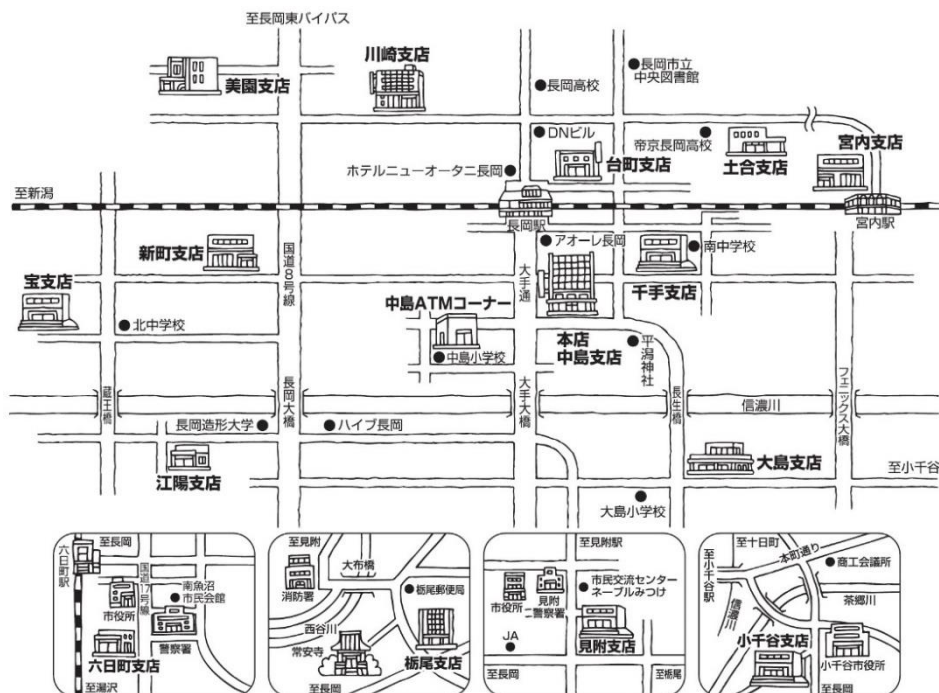 至長岡東バイパス
美園支店
川崎支店
長岡高校
長岡市立
中央図書館
DNビル
帝京長岡高校
土合支店
宮内支店
ホテルニューオータニ長岡
台町支店
至新潟
長岡駅
宮内駅
新町支店
国道8号線
大手通
アオーレ長岡
南中学校
千手支店
宝支店
北中学校
中島ATMコーナー
中島小学校
本店
中島支店
平潟神社
蔵王橋
長岡大橋
大手大橋
長生橋
信濃川
フェニックス大橋
長岡造形大学
ハイブ長岡
江陽支店
大島支店
至小千谷
大島小学校
六日町駅
至長岡
国道17号線
南魚沼
市民会館
市役所
警察署
六日町支店
至湯沢
至見附
大布橋
消防署
栃尾郵便局
西谷川
常安寺
栃尾支店
至長岡
至見附駅
市役所
見附
警察署
市民交流センター
ネーブルみつけ
JA
見附支店
至長岡
至栃尾
至十日町
本町通り
至小千谷駅
商工会議所
信濃川
茶郷川
小千谷支店
小千谷市役所
至長岡